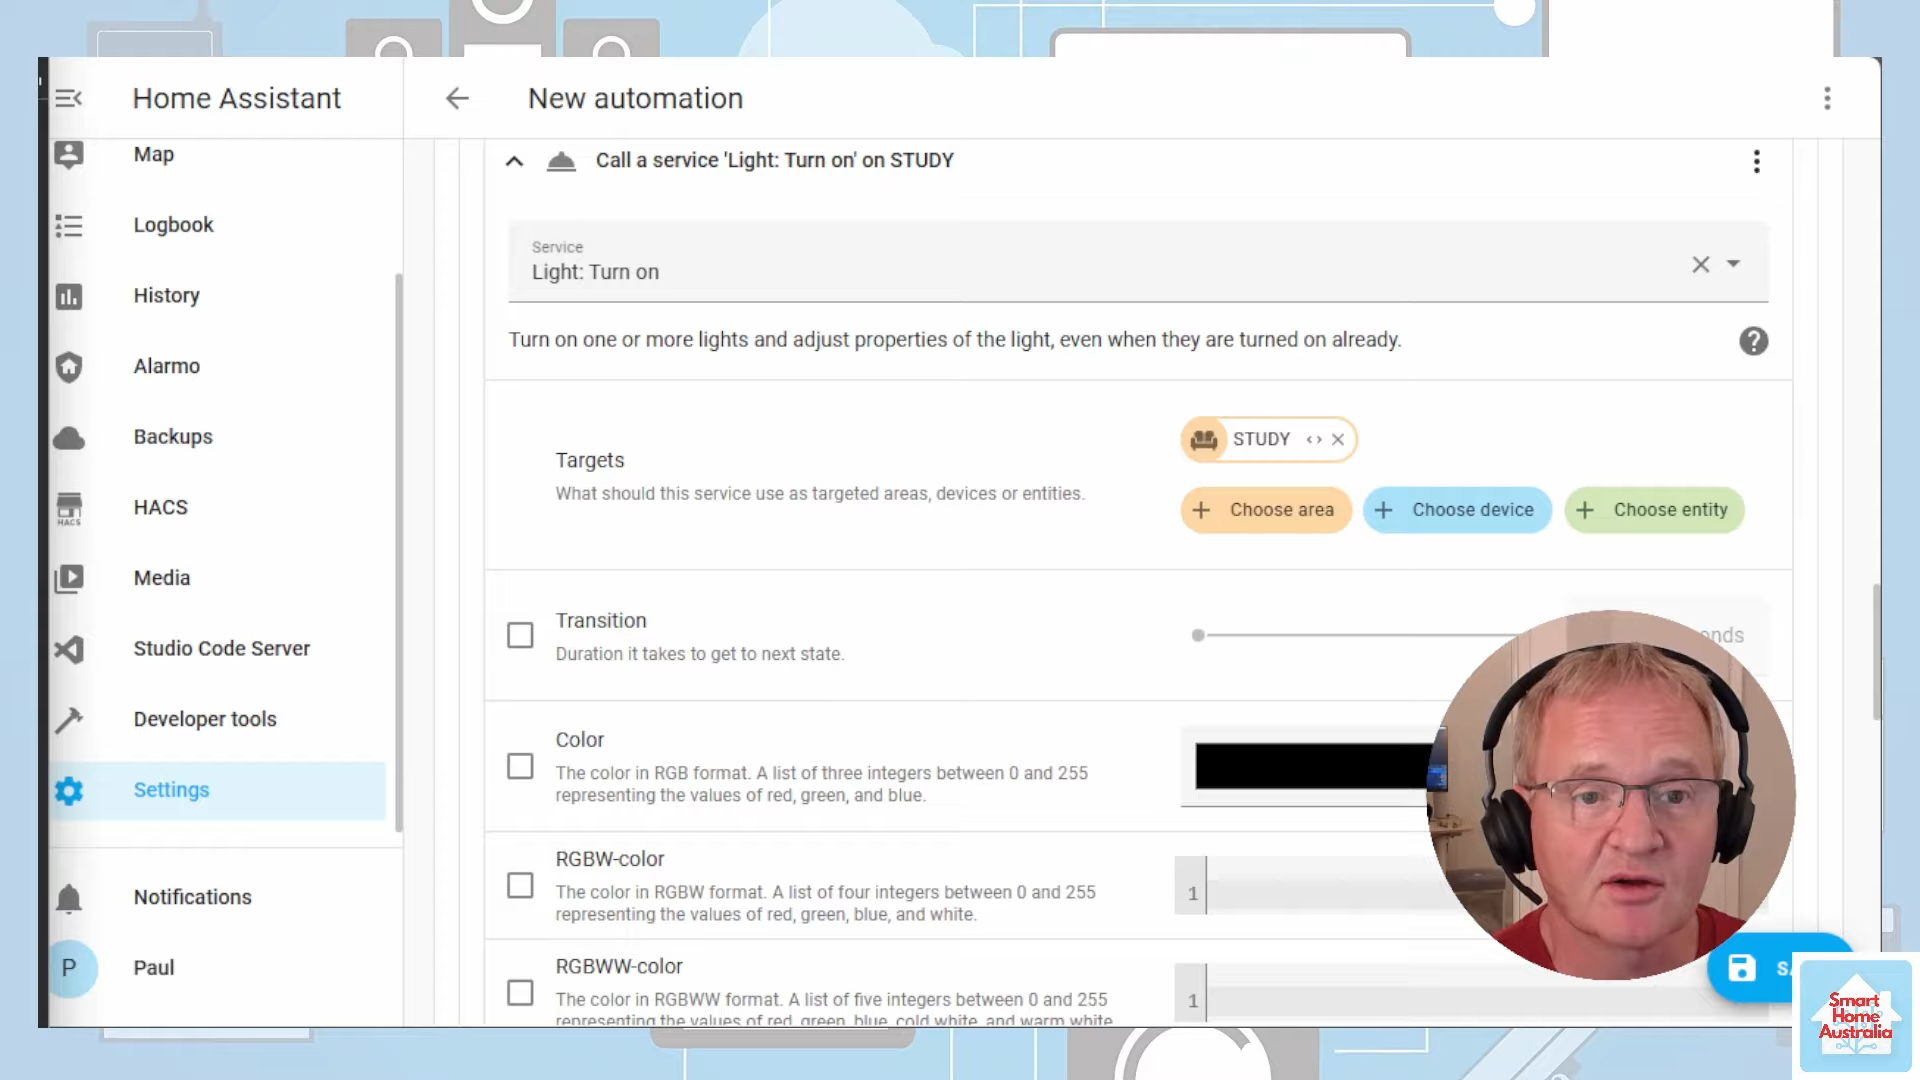 Home Assistant
New automation
Map
Logbook
History
Alarmo
Backups
HACS
HACS
Media
Studio Code Server
Developer tools
Settings
Notifications
P
Paul
Call a service 'Light: Turn on' on STUDY
Service
Light: Turn on
Turn on one or more lights and adjust properties of the light, even when they are turned on already.
Targets
What should this service use as targeted areas, devices or entities.
STUDY
Choose area
Choose device
Choose entity
Transition
Duration it takes to get to next state.
Color
The color in RGB format. A list of three integers between 0 and 255
representing the values of red, green, and blue.
RGBW-color
The color in RGBW format. A list of four integers between 0 and 255
representing the values of red, green, blue, and white.
1
RGBWW-color
The color in RGBWW format. A list of five integers between 0 and 255
representing the values of red, green, blue, cold white, and warm white
1
Smart
Home
Australia